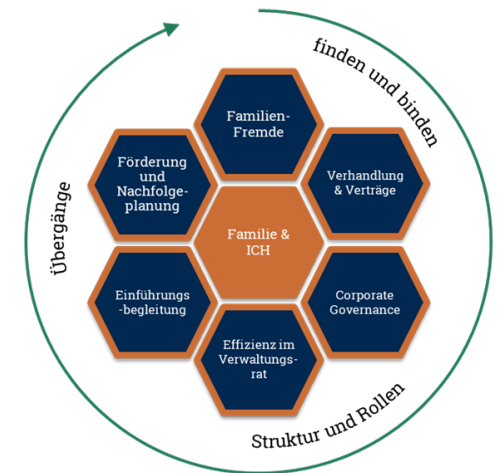 finden und binden
Familien-
Fremde
Verhandlung
& Verträge
Förderung
und
Nachfolge-
planung
Familie &
ICH
Übergänge
Einführungs
-begleitung
Corporate
Governance
Effizienz im
Verwaltungs-
rat
Struktur und Rollen